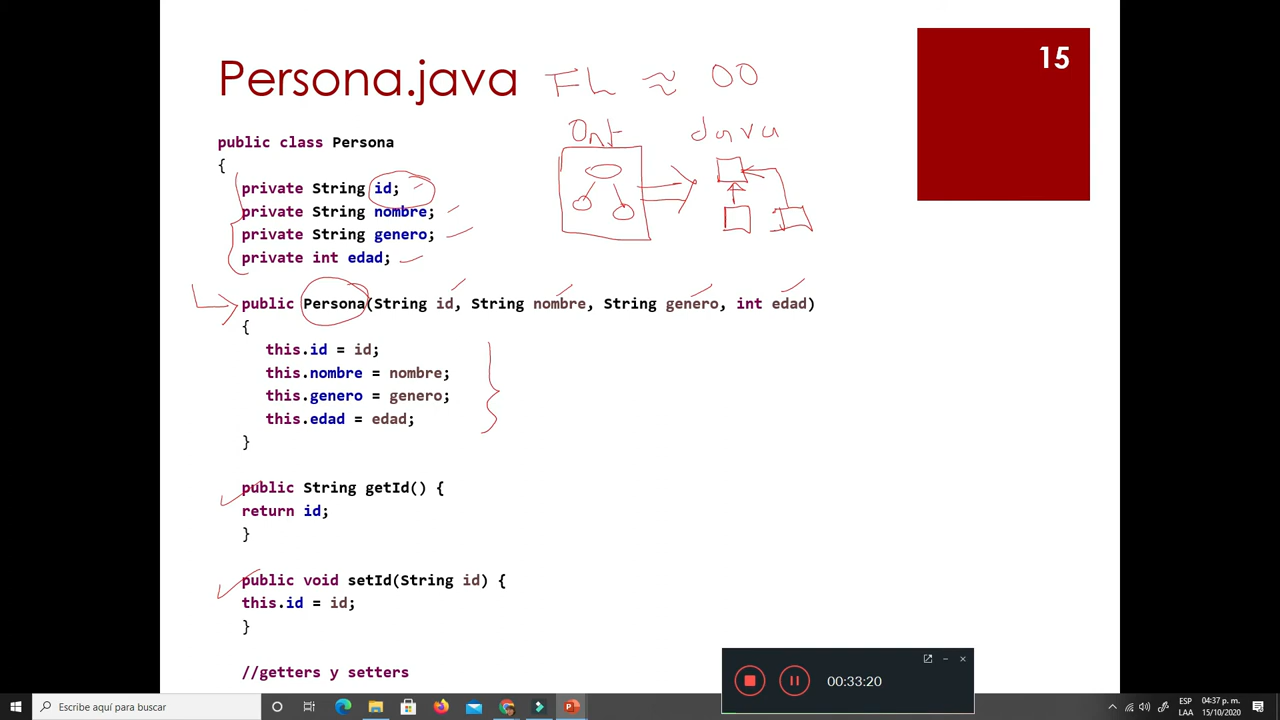 Persona.java FL ≈ OO
15
Ont Java
public class Persona
{
private String id;
private String nombre;
private String genero;
private int edad;
public Persona(String id, String nombre, String genero, int edad)
{
this.id = id;
this.nombre = nombre;
this.genero = genero;
this.edad = edad;
}
public String getId() {
return id;
}
public void setId(String id) {
this.id = id;
}
//getters y setters
00:33:20
Escribe aquí para buscar
ESP 04:37 p.m.
LAA 15/10/2020